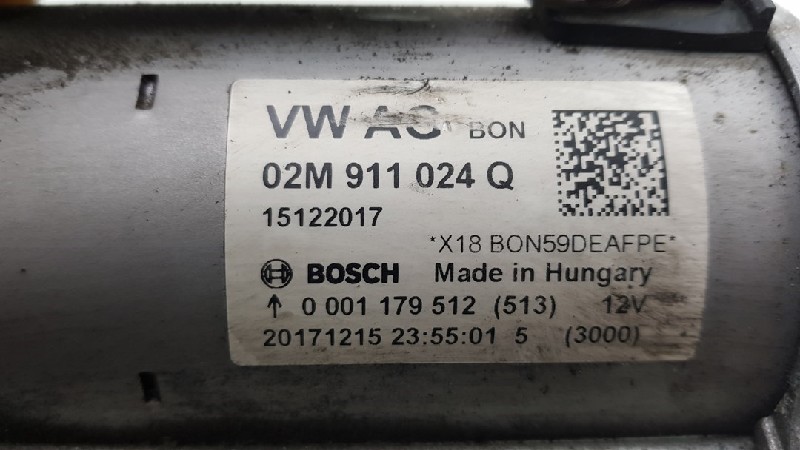 VW AG BON
02M 911 024 Q
15122017
*X18 BON59DEAFPE*
BOSCH Made in Hungary
↑ 0 001 179 512 (513) 12V
20171215 23:55:01 5 (3000)